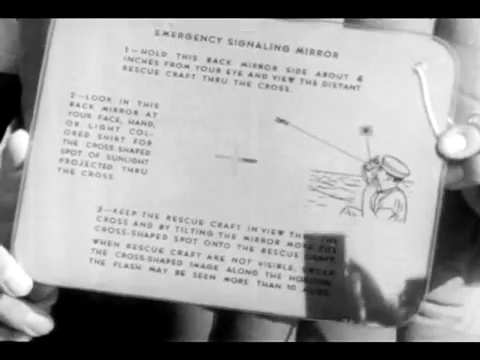 EMERGENCY SIGNALING MIRROR
1—HOLD THIS BACK MIRROR SIDE ABOUT 4
INCHES FROM YOUR EYE AND VIEW THE DISTANT
RESCUE CRAFT THRU THE CROSS.
2—LOOK IN THIS
BACK MIRROR AT
YOUR FACE, HAND,
OR LIGHT COL-
ORED SHIRT FOR
THE CROSS-SHAPED
SPOT OF SUNLIGHT
PROJECTED THRU
THE CROSS.
3—KEEP THE RESCUE CRAFT IN VIEW THRU THE
CROSS AND BY TILTING THE MIRROR MOVE THE
CROSS-SHAPED SPOT ONTO THE RESCUE CRAFT.
WHEN RESCUE CRAFT ARE NOT VISIBLE, SWEEP
THE CROSS-SHAPED IMAGE ALONG THE HORIZON.
THE FLASH MAY BE SEEN MORE THAN 10 MILES.